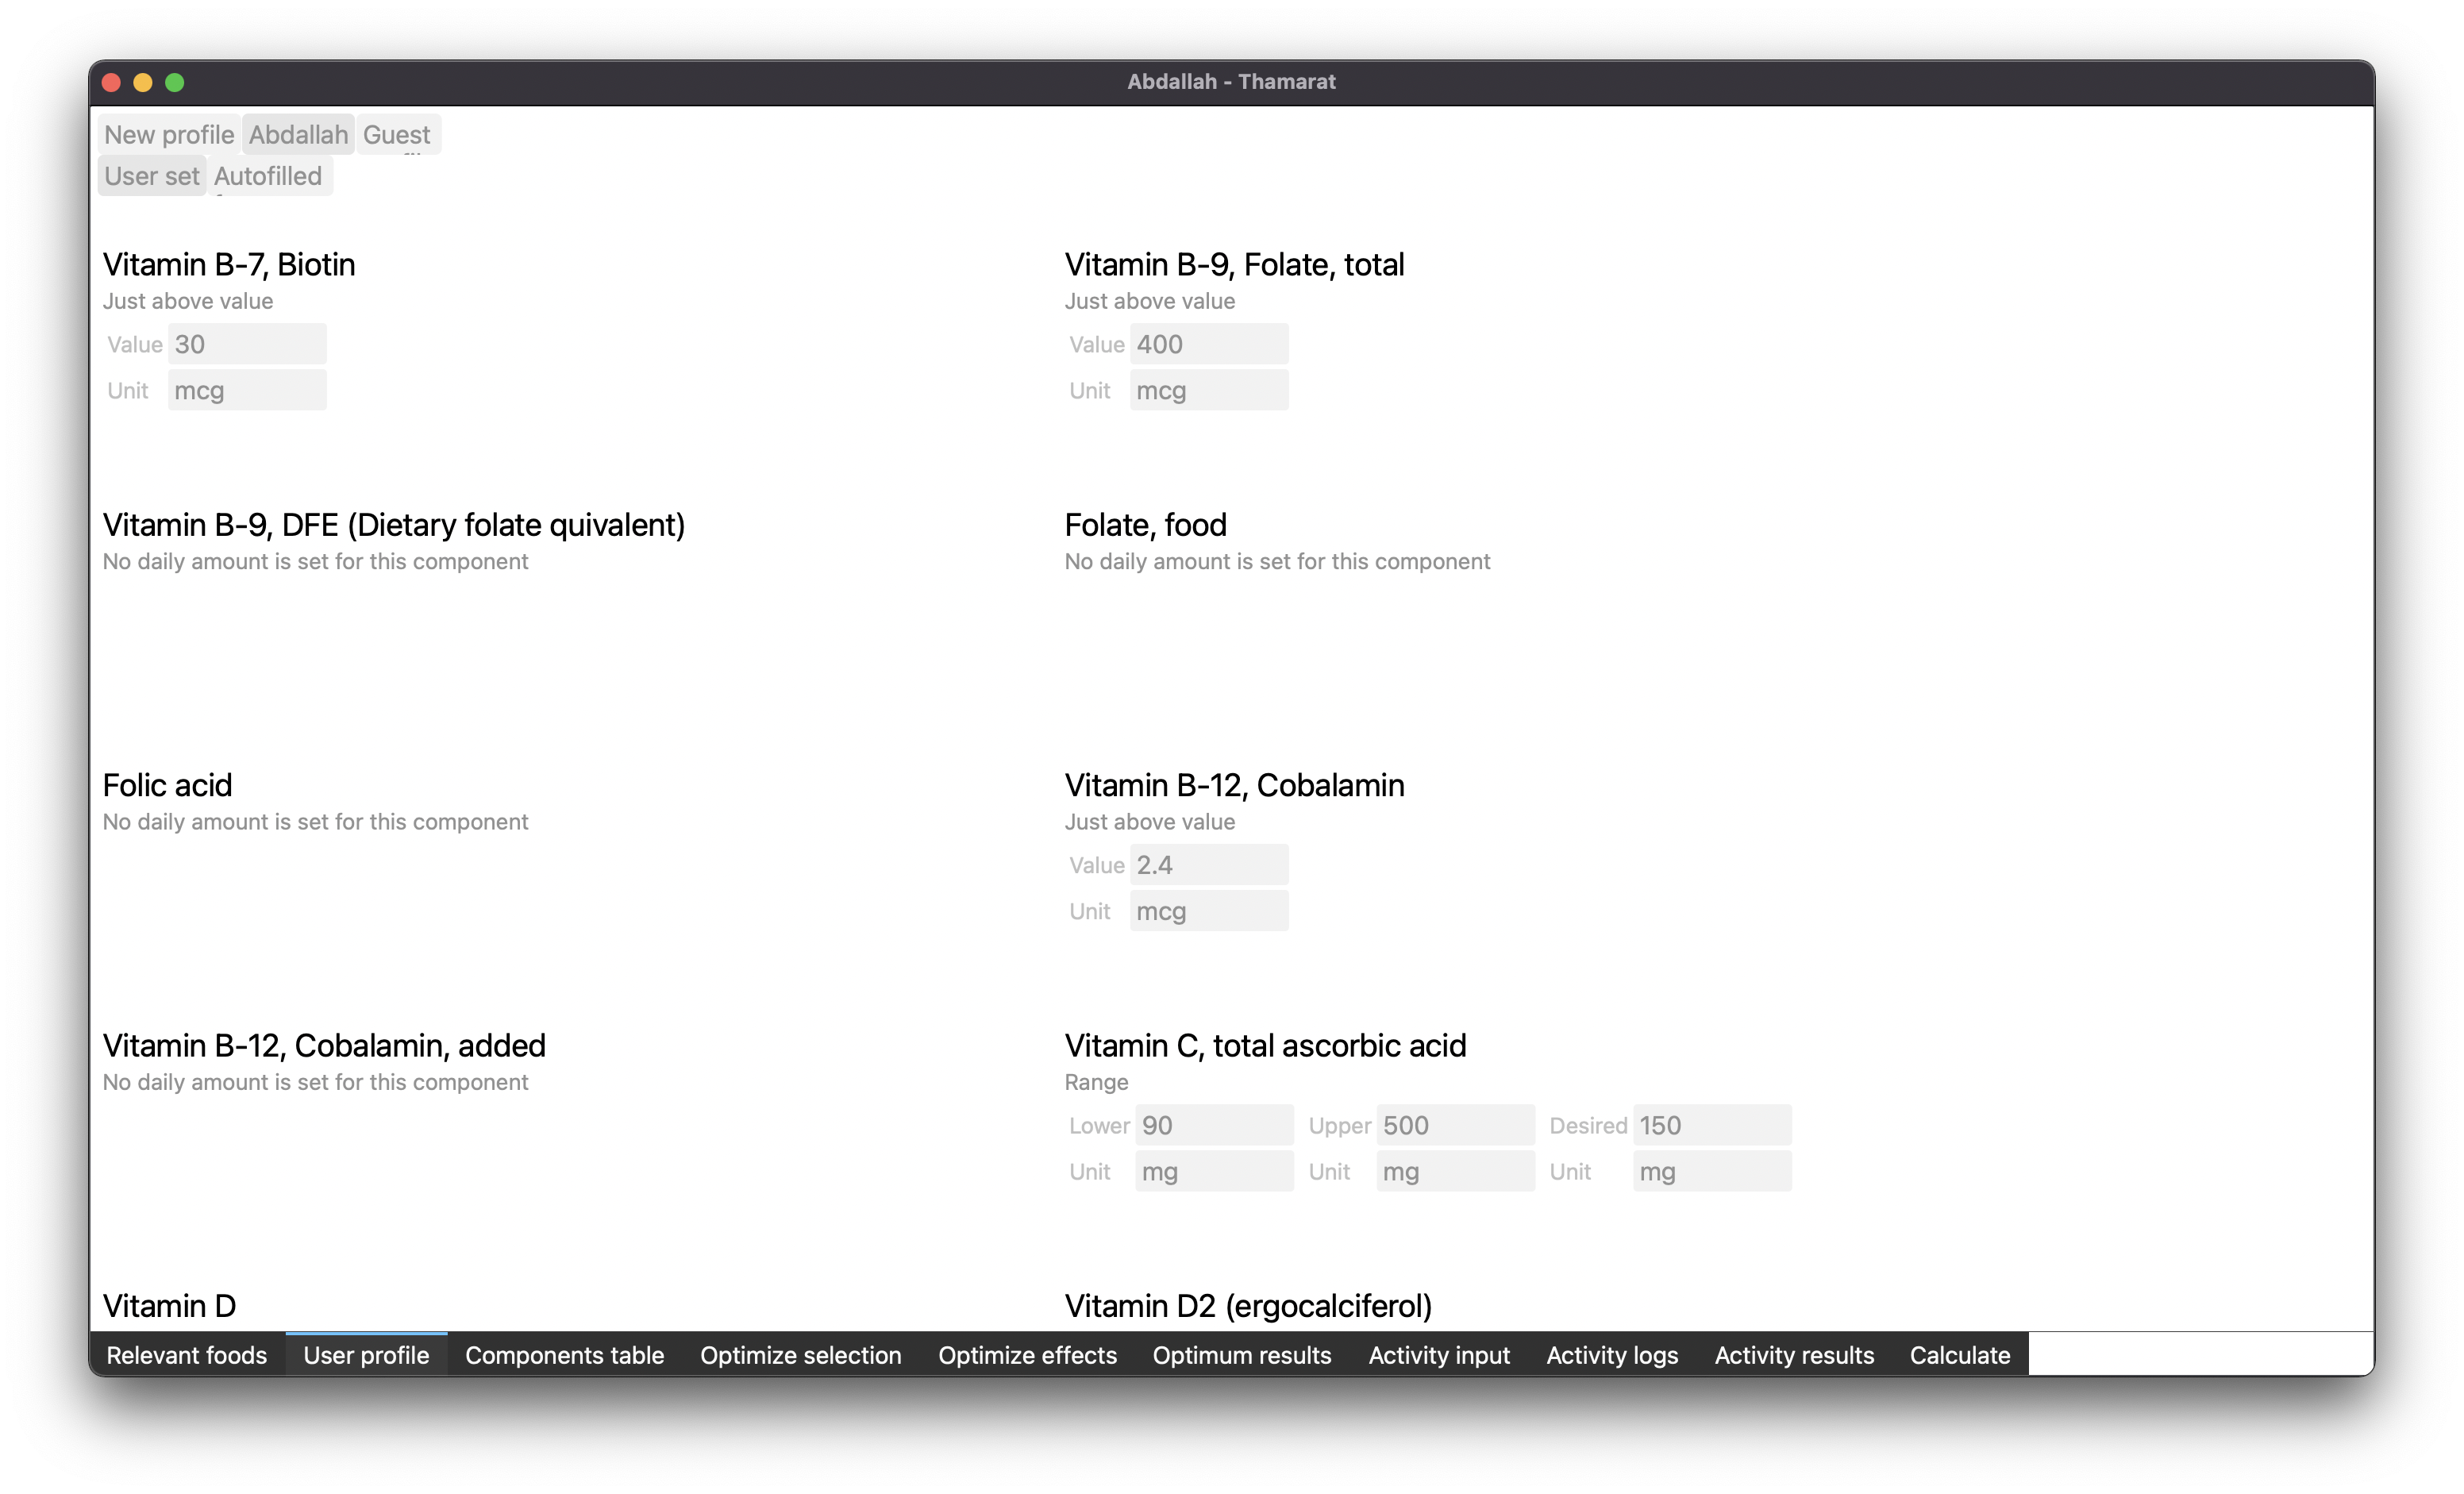 Abdallah - Thamarat
New profile Abdallah Guest
User set Autofilled
Vitamin B-7, Biotin
Just above value
Value 30
Unit mcg
Vitamin B-9, Folate, total
Just above value
Value 400
Unit mcg
Vitamin B-9, DFE (Dietary folate quivalent)
No daily amount is set for this component
Folate, food
No daily amount is set for this component
Folic acid
No daily amount is set for this component
Vitamin B-12, Cobalamin
Just above value
Value 2.4
Unit mcg
Vitamin B-12, Cobalamin, added
No daily amount is set for this component
Vitamin C, total ascorbic acid
Range
Lower 90 Upper 500 Desired 150
Unit mg Unit mg Unit mg
Vitamin D
Vitamin D2 (ergocalciferol)
Relevant foods User profile Components table Optimize selection Optimize effects Optimum results Activity input Activity logs Activity results Calculate